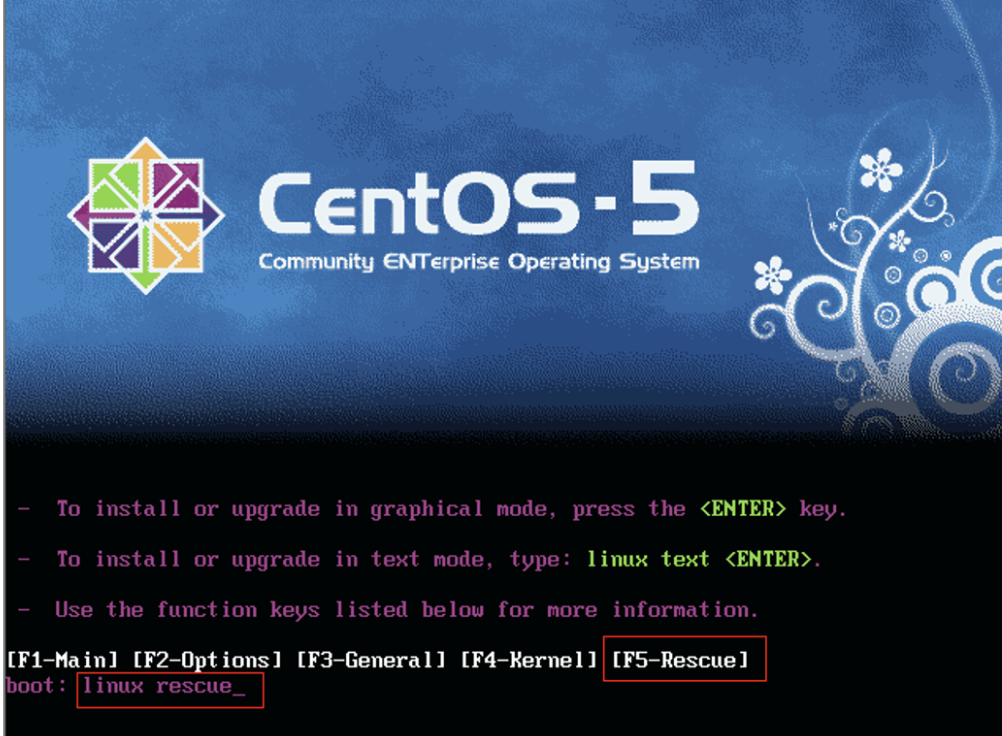 CentOS-5
Community ENTerprise Operating System
- To install or upgrade in graphical mode, press the <ENTER> key.
- To install or upgrade in text mode, type: linux text <ENTER>.
- Use the function keys listed below for more information.
[F1-Main] [F2-Options] [F3-General] [F4-Kernel] [F5-Rescue]
boot: linux rescue_